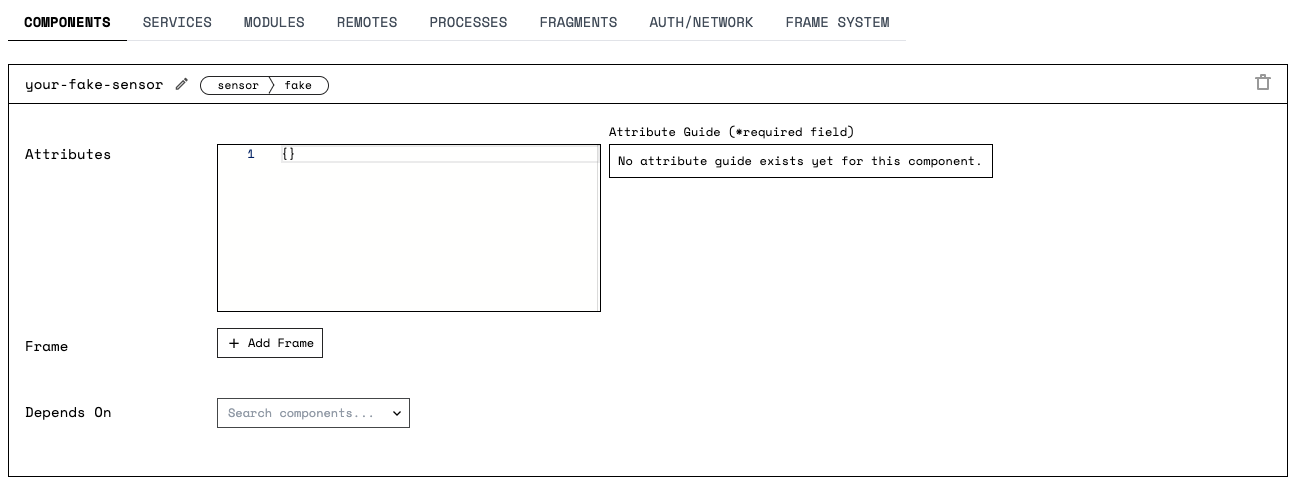 COMPONENTS SERVICES MODULES REMOTES PROCESSES FRAGMENTS AUTH/NETWORK FRAME SYSTEM
your-fake-sensor sensor fake
Attribute Guide (*required field)
Attributes
1 {}
No attribute guide exists yet for this component.
Frame
+ Add Frame
Depends On
Search components...